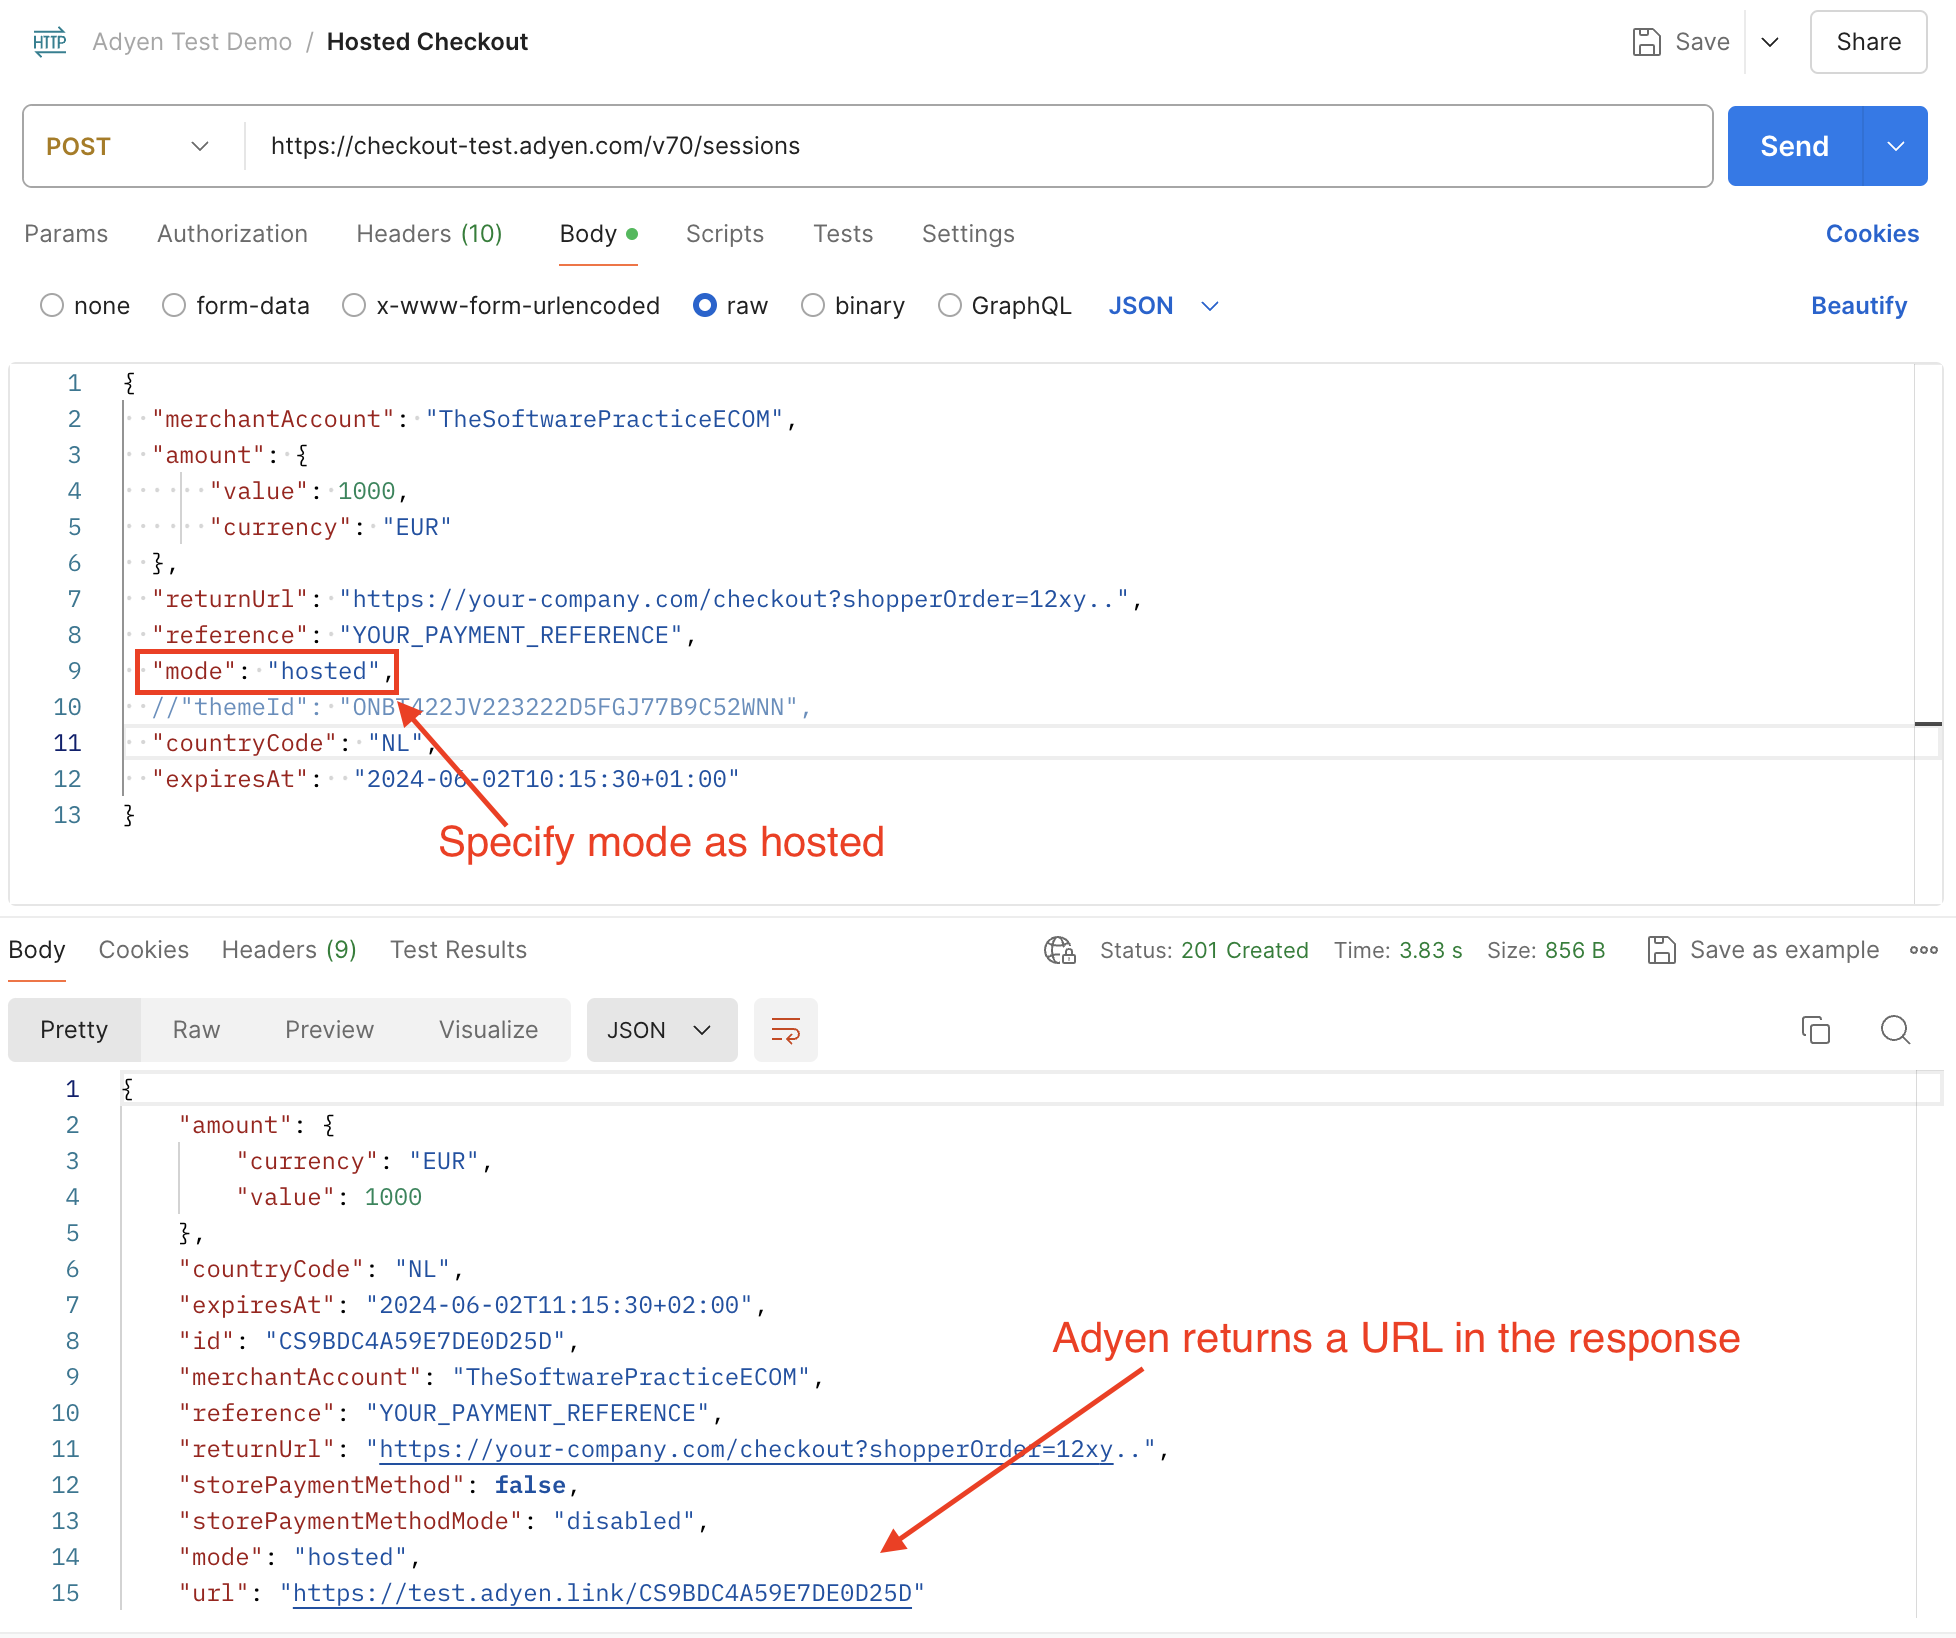 HTTP Adyen Test Demo / Hosted Checkout Save Share
POST https://checkout-test.adyen.com/v70/sessions Send
Params Authorization Headers (10) Body Scripts Tests Settings Cookies
none form-data x-www-form-urlencoded raw binary GraphQL JSON Beautify
1 {
2 "merchantAccount": "TheSoftwarePracticeECOM",
3 "amount": {
4 "value": 1000,
5 "currency": "EUR"
6 },
7 "returnUrl": "https://your-company.com/checkout?shopperOrder=12xy..",
8 "reference": "YOUR_PAYMENT_REFERENCE",
9 "mode": "hosted",
10 //"themeId": "ONBT422JV223222D5FGJ77B9C52WNN",
11 "countryCode": "NL",
12 "expiresAt": "2024-06-02T10:15:30+01:00"
13 }
Specify mode as hosted
Body Cookies Headers (9) Test Results Status: 201 Created Time: 3.83 s Size: 856 B Save as example
Pretty Raw Preview Visualize JSON
1 {
2 "amount": {
3 "currency": "EUR",
4 "value": 1000
5 },
6 "countryCode": "NL",
7 "expiresAt": "2024-06-02T11:15:30+02:00",
8 "id": "CS9BDC4A59E7DE0D25D",
Adyen returns a URL in the response
9 "merchantAccount": "TheSoftwarePracticeECOM",
10 "reference": "YOUR_PAYMENT_REFERENCE",
11 "returnUrl": "https://your-company.com/checkout?shopperOrder=12xy..",
12 "storePaymentMethod": false,
13 "storePaymentMethodMode": "disabled",
14 "mode": "hosted",
15 "url": "https://test.adyen.link/CS9BDC4A59E7DE0D25D"